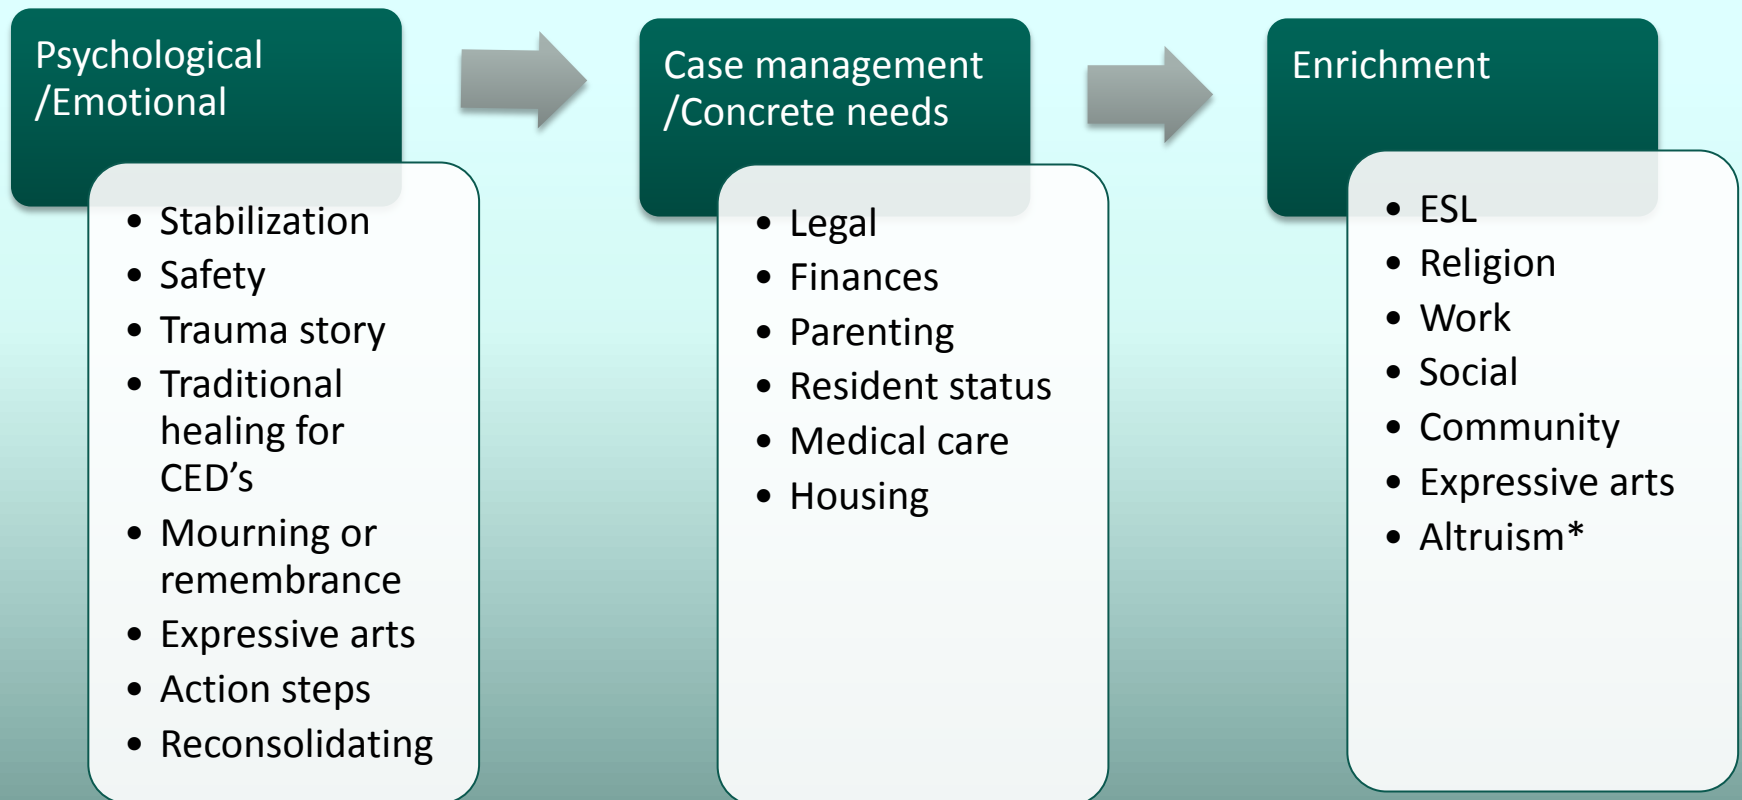 Psychological
/Emotional
• Stabilization
• Safety
• Trauma story
• Traditional
healing for
CED’s
• Mourning or
remembrance
• Expressive arts
• Action steps
• Reconsolidating
Case management
/Concrete needs
• Legal
• Finances
• Parenting
• Resident status
• Medical care
• Housing
Enrichment
• ESL
• Religion
• Work
• Social
• Community
• Expressive arts
• Altruism*